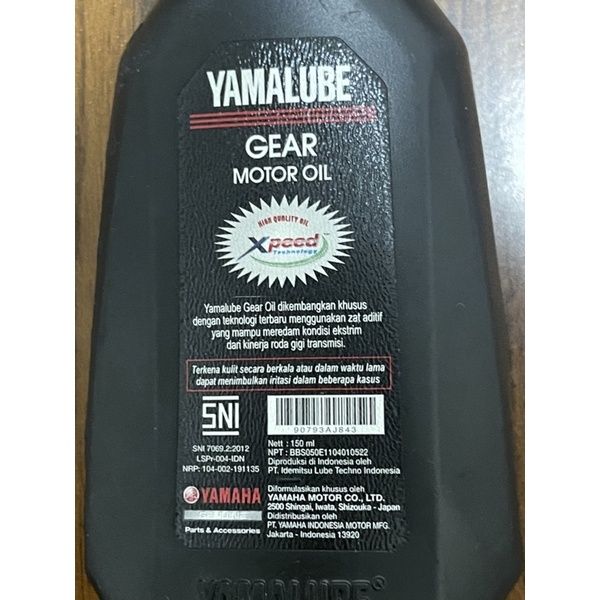 YAMALUBE
GEAR
MOTOR OIL
HIGH QUALITY OIL
Xpeed
Technology
Yamalube Gear Oil dikembangkan khusus
dengan teknologi terbaru menggunakan zat aditif
yang mampu meredam kondisi ekstrim
dari kinerja roda gigi transmisi.
Terkena kulit secara berkala atau dalam waktu lama
dapat menimbulkan iritasi dalam beberapa kasus
SNI
SNI 7069.2:2012
LSPr-004-IDN
NRP: 104-002-191135
90793AJ843
Nett : 150 ml
NPT : BBS050E1104010522
Diproduksi di Indonesia oleh
PT. Idemitsu Lube Techno Indonesia
YAMAHA
Parts & Accessories
Diformulasikan khusus oleh
YAMAHA MOTOR CO., LTD.
2500 Shingai, Iwata, Shizouka - Japan
Didistribusikan oleh
PT. YAMAHA INDONESIA MOTOR MFG.
Jakarta - Indonesia 13920
YAMALUBE